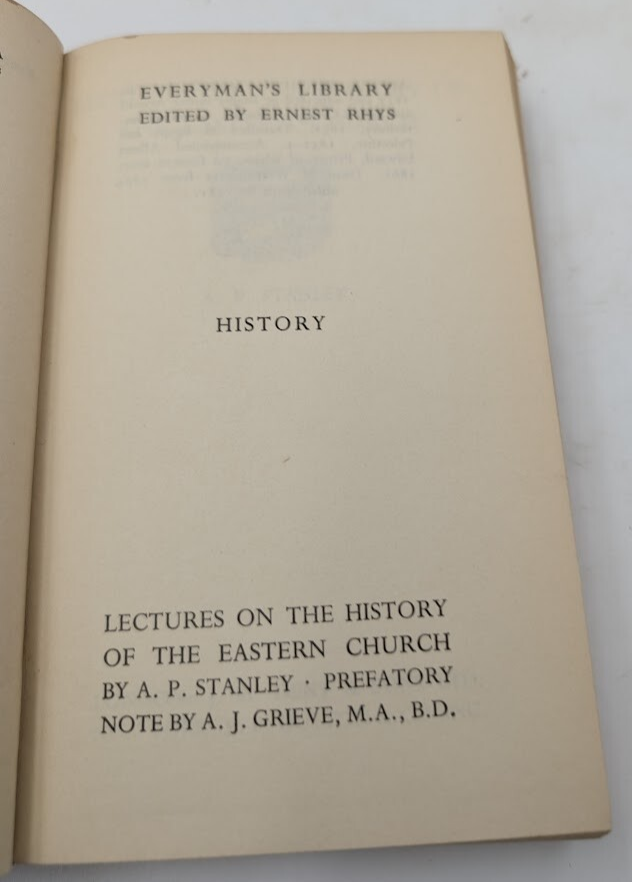 EVERYMAN'S LIBRARY
EDITED BY ERNEST RHYS
HISTORY
LECTURES ON THE HISTORY
OF THE EASTERN CHURCH
BY A. P. STANLEY · PREFATORY
NOTE BY A. J. GRIEVE, M.A., B.D.